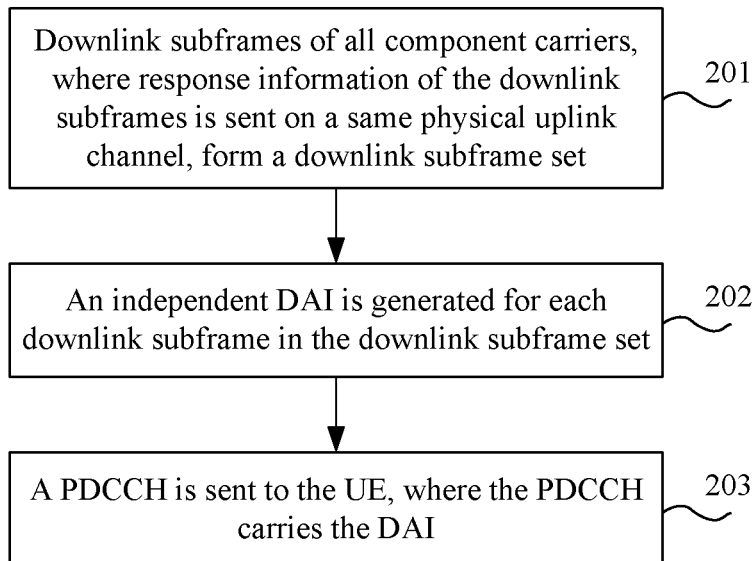 Downlink subframes of all component carriers,
where response information of the downlink
subframes is sent on a same physical uplink
channel, form a downlink subframe set
201
An independent DAI is generated for each
downlink subframe in the downlink subframe set
202
A PDCCH is sent to the UE, where the PDCCH
carries the DAI
203